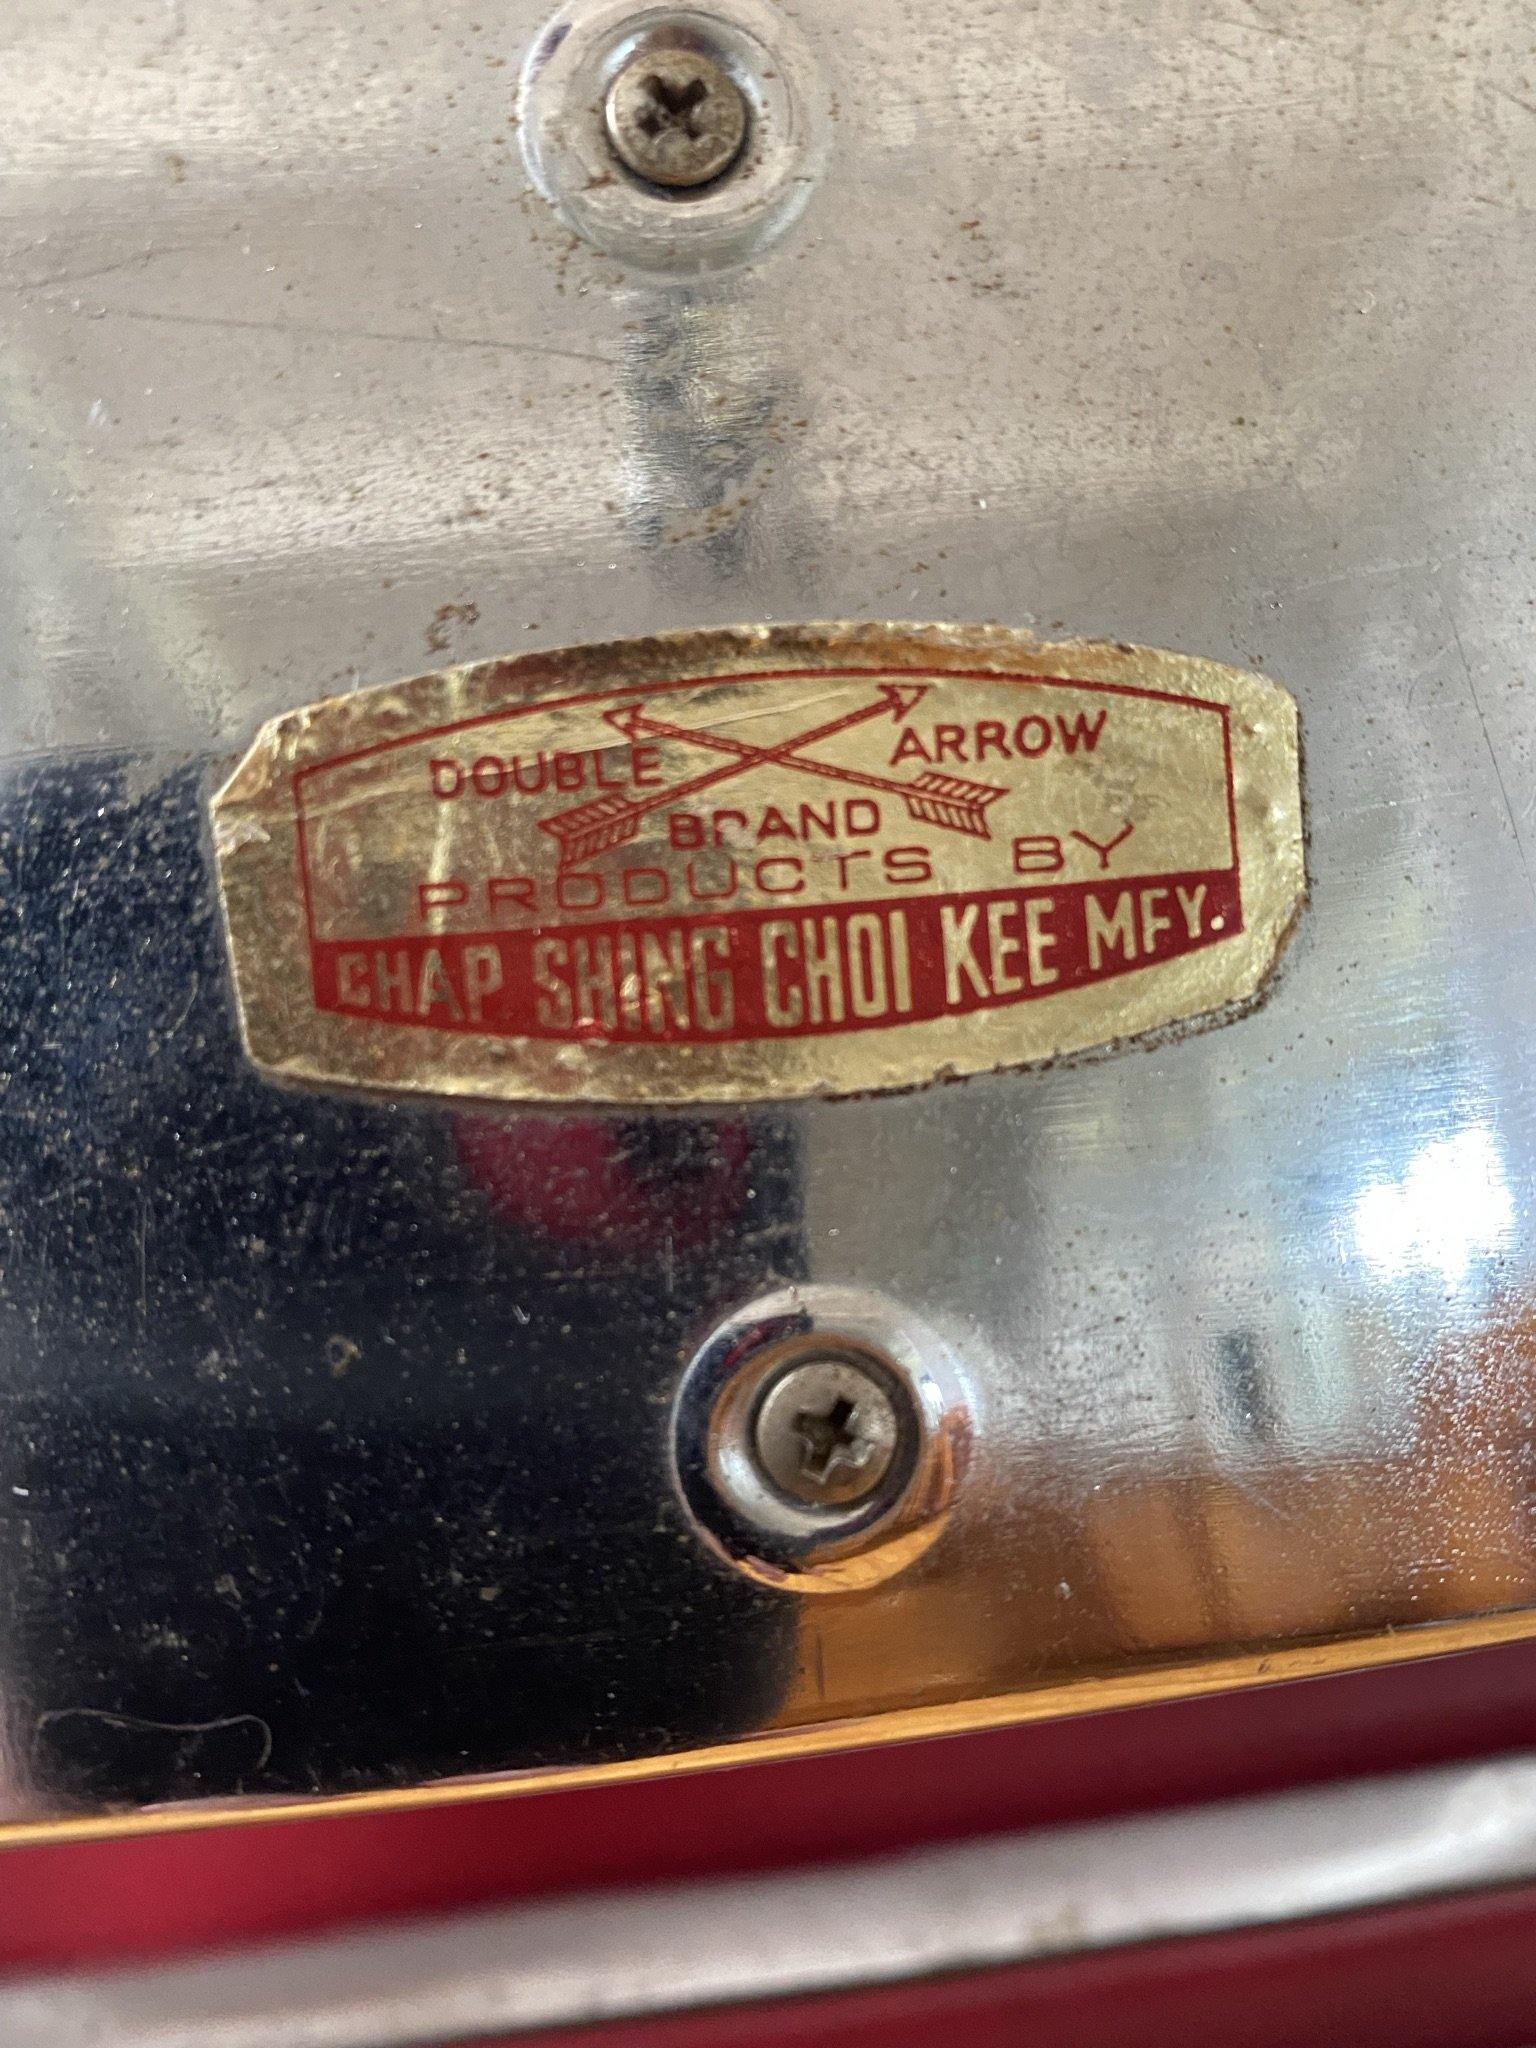 DOUBLE ARROW
BRAND
PRODUCTS BY
CHAP SHING CHOI KEE MFY.